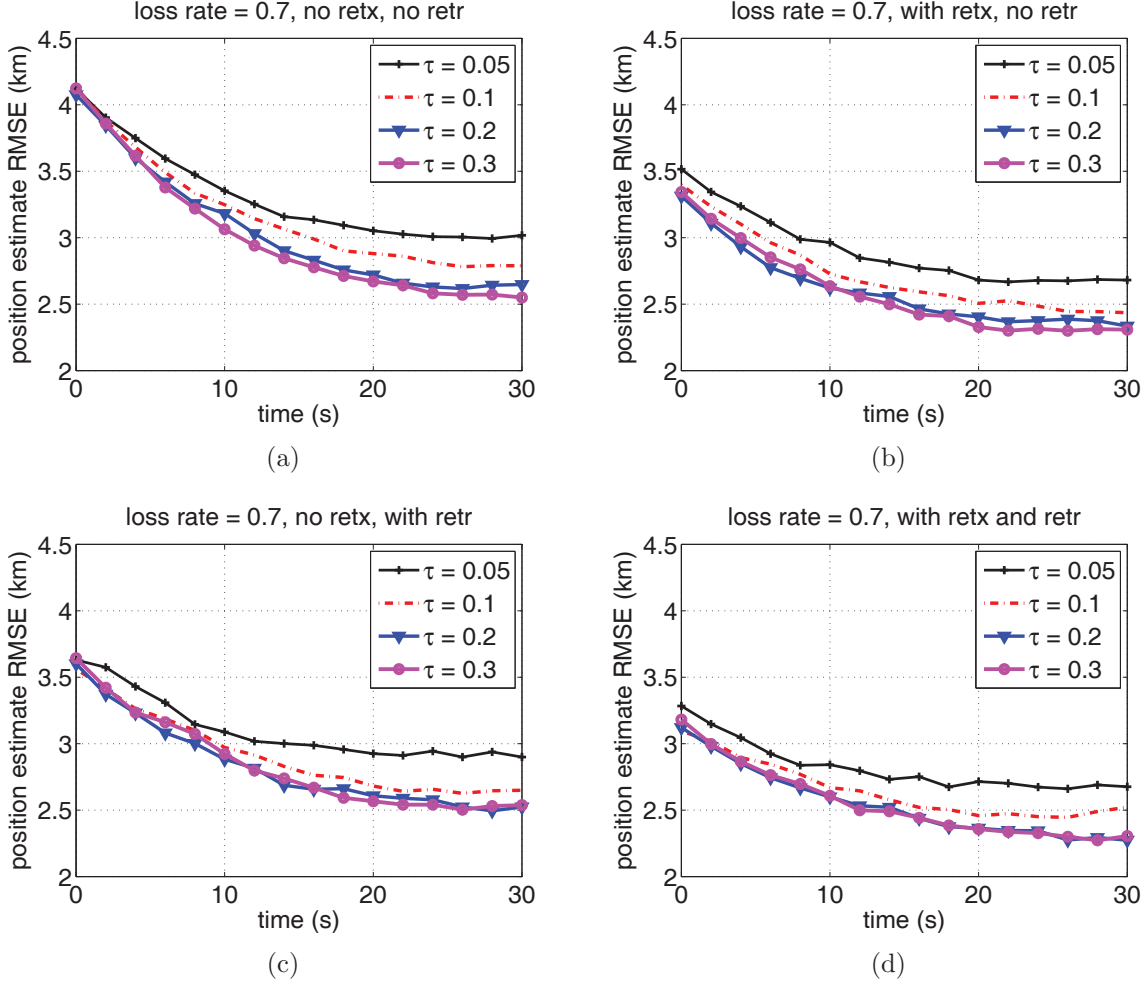 loss rate = 0.7, no retx, no retr
position estimate RMSE (km)
4.5
4
3.5
3
2.5
2
0 10 20 30
time (s)
τ = 0.05
τ = 0.1
τ = 0.2
τ = 0.3
(a)
loss rate = 0.7, with retx, no retr
position estimate RMSE (km)
4.5
4
3.5
3
2.5
2
0 10 20 30
time (s)
τ = 0.05
τ = 0.1
τ = 0.2
τ = 0.3
(b)
loss rate = 0.7, no retx, with retr
position estimate RMSE (km)
4.5
4
3.5
3
2.5
2
0 10 20 30
time (s)
τ = 0.05
τ = 0.1
τ = 0.2
τ = 0.3
(c)
loss rate = 0.7, with retx and retr
position estimate RMSE (km)
4.5
4
3.5
3
2.5
2
0 10 20 30
time (s)
τ = 0.05
τ = 0.1
τ = 0.2
τ = 0.3
(d)